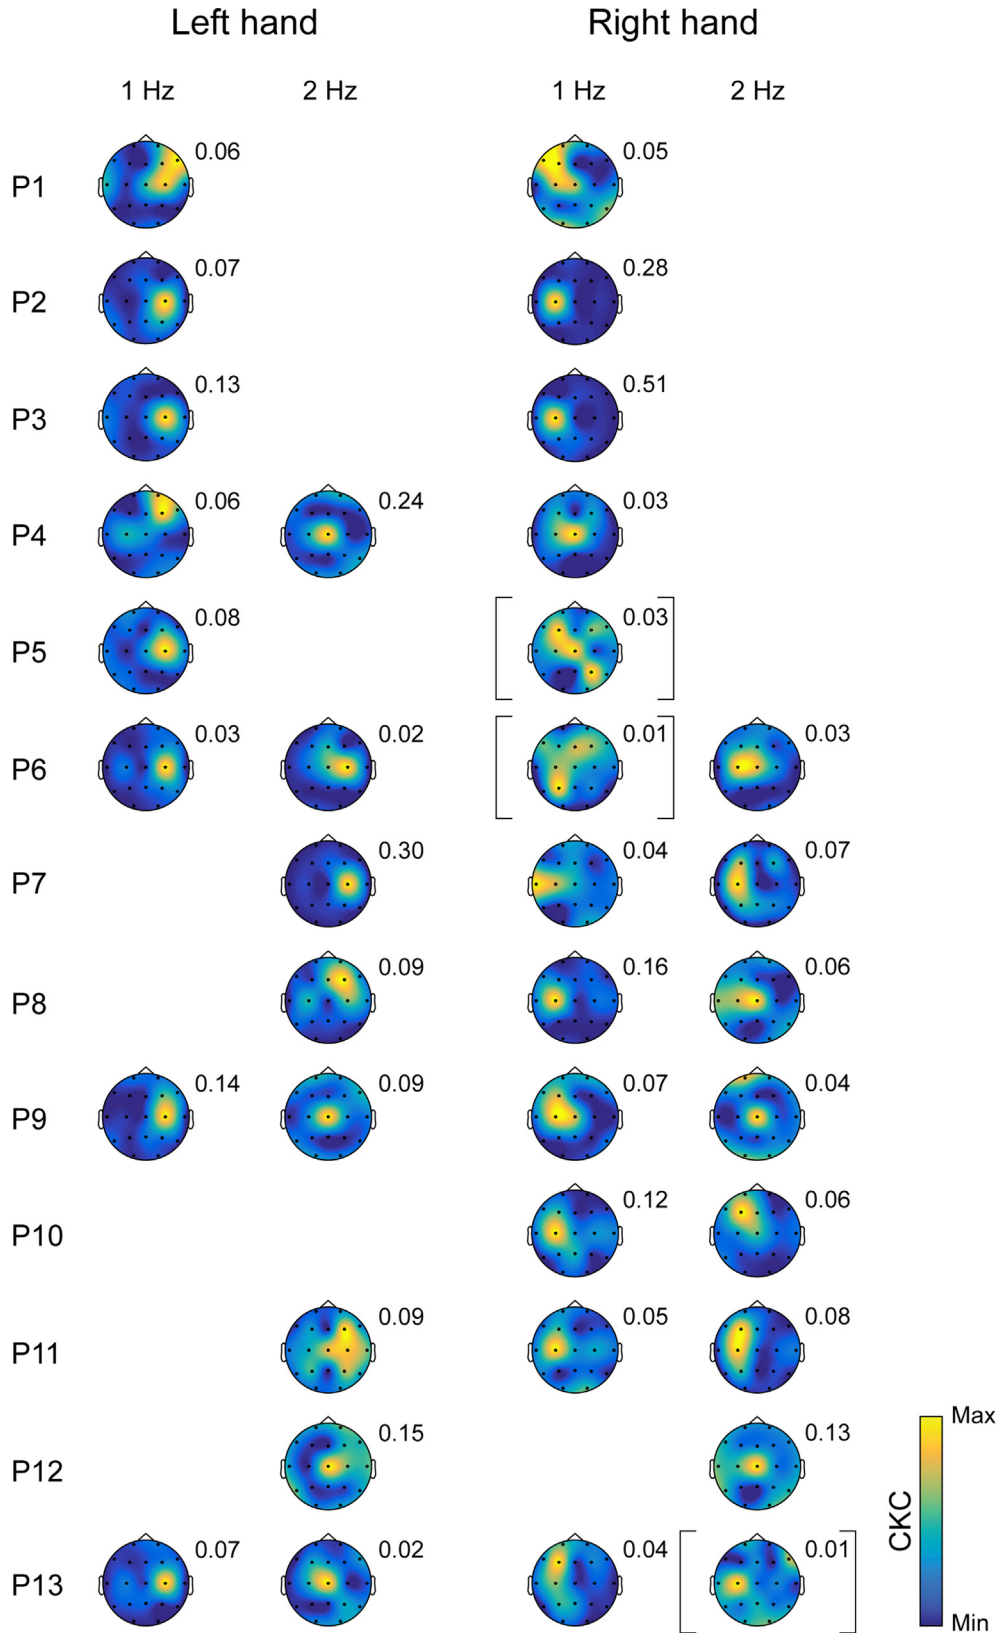 Left hand Right hand
1 Hz 2 Hz 1 Hz 2 Hz
P1 0.06 0.05
P2 0.07 0.28
P3 0.13 0.51
P4 0.06 0.24 0.03
P5 0.08 0.03
P6 0.03 0.02 0.01 0.03
P7 0.30 0.04 0.07
P8 0.09 0.16 0.06
P9 0.14 0.09 0.07 0.04
P10 0.12 0.06
P11 0.09 0.05 0.08
P12 0.15 0.13
P13 0.07 0.02 0.04 0.01
Max
CKC
Min